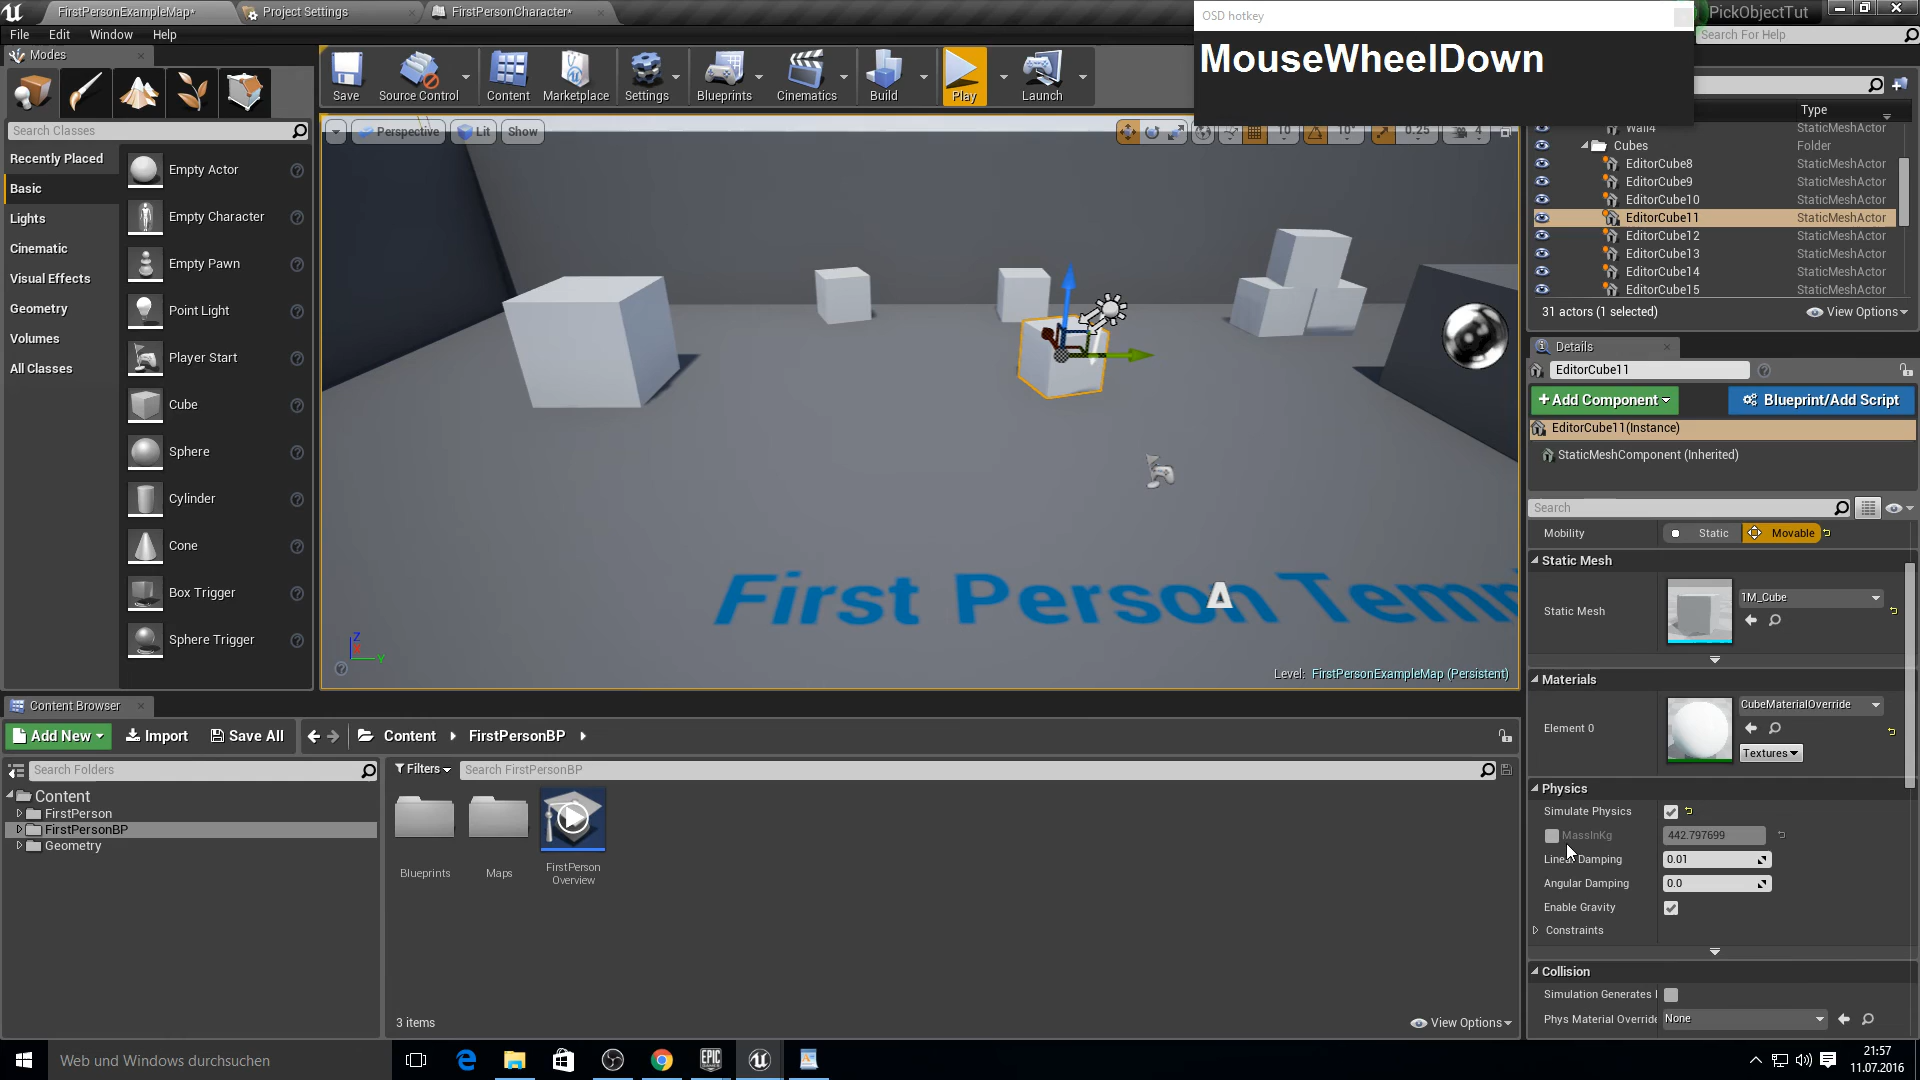 FirstPersonExampleMap*
Project Settings
FirstPersonCharacter*
OSD hotkey
PickObjectTut
File
Edit
Window
Help
MouseWheelDown
Search For Help
Modes
Save
Source Control
Content
Marketplace
Settings
Blueprints
Cinematics
Build
Play
Launch
Type
Search Classes
Perspective
Lit
Show
10
10°
0.25
4
Wall4
StaticMeshActor
Cubes
Folder
EditorCube8
StaticMeshActor
EditorCube9
StaticMeshActor
EditorCube10
StaticMeshActor
EditorCube11
StaticMeshActor
EditorCube12
StaticMeshActor
EditorCube13
StaticMeshActor
EditorCube14
StaticMeshActor
EditorCube15
StaticMeshActor
31 actors (1 selected)
View Options
Recently Placed
Basic
Lights
Cinematic
Visual Effects
Geometry
Volumes
All Classes
Empty Actor
Empty Character
Empty Pawn
Point Light
Player Start
Cube
Sphere
Cylinder
Cone
Box Trigger
Sphere Trigger
First Person Temp
Z
X
Y
Level: FirstPersonExampleMap (Persistent)
Details
EditorCube11
Add Component
Blueprint/Add Script
EditorCube11(Instance)
StaticMeshComponent (Inherited)
Search
Mobility
Static
Movable
Static Mesh
Static Mesh
1M_Cube
Materials
Element 0
CubeMaterialOverride
Textures
Physics
Simulate Physics
MassInKg
442.797699
Linear Damping
0.01
Angular Damping
0.0
Enable Gravity
Constraints
Collision
Simulation Generates
Phys Material Override
None
Content Browser
Add New
Import
Save All
Content
FirstPersonBP
Search Folders
Filters
Search FirstPersonBP
Content
FirstPerson
FirstPersonBP
Geometry
Blueprints
Maps
FirstPerson
Overview
3 items
View Options
Web und Windows durchsuchen
EPIC
21:57
11.07.2016